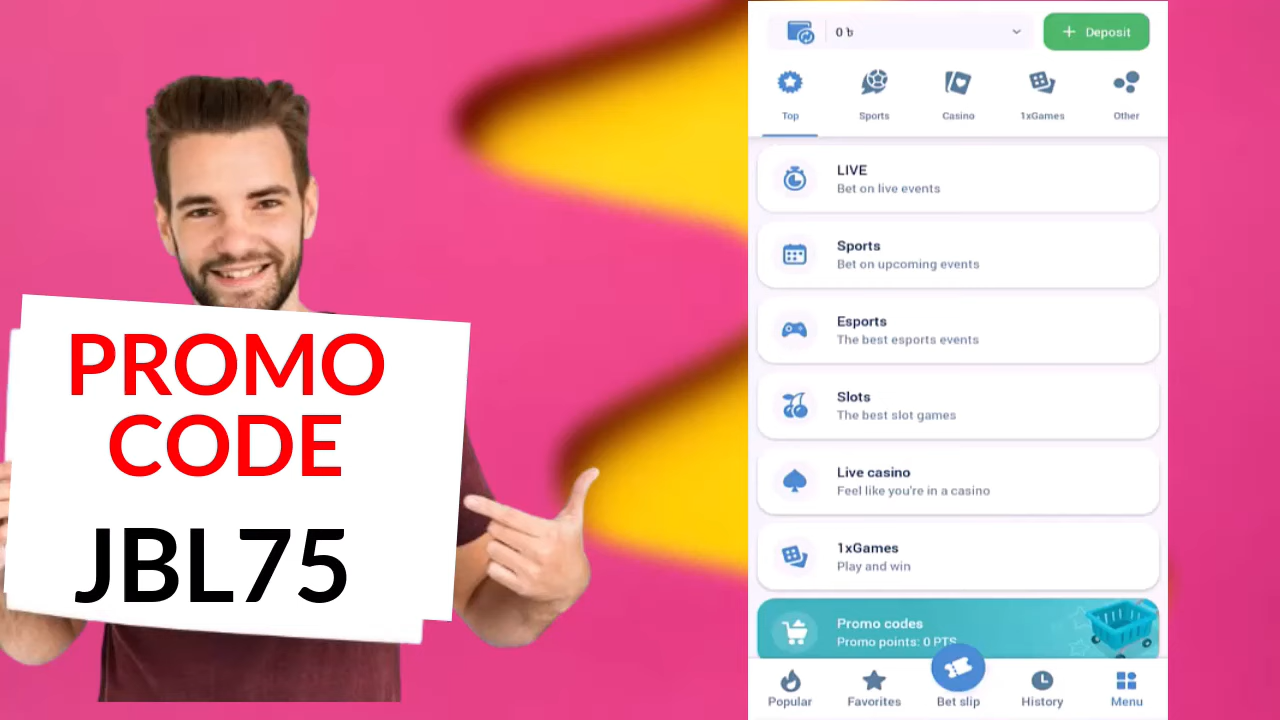 PROMO
CODE
JBL75
0 ৳
Deposit
Top
Sports
Casino
1xGames
Other
LIVE
Bet on live events
Sports
Bet on upcoming events
Esports
The best esports events
Slots
The best slot games
Live casino
Feel like you're in a casino
1xGames
Play and win
Promo codes
Promo points: 0 PTS
Popular
Favorites
Bet slip
History
Menu